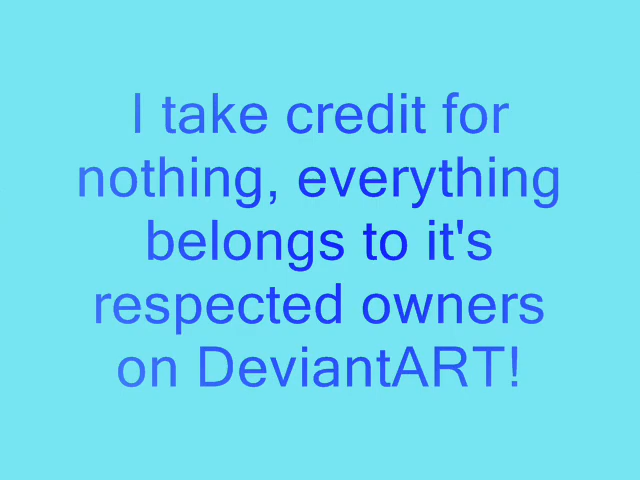 I take credit for
nothing, everything
belongs to it's
respected owners
on DeviantART!